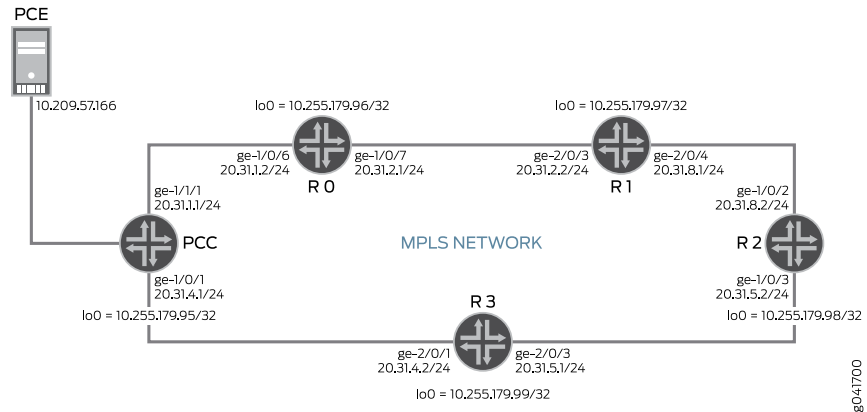 PCE
10.209.57.166
lo0 = 10.255.179.96/32
lo0 = 10.255.179.97/32
ge-1/0/6
20.31.1.2/24
ge-1/0/7
20.31.2.1/24
R 0
ge-2/0/3
20.31.2.2/24
ge-2/0/4
20.31.8.1/24
R 1
ge-1/1/1
20.31.1.1/24
PCC
ge-1/0/1
20.31.4.1/24
lo0 = 10.255.179.95/32
MPLS NETWORK
ge-1/0/2
20.31.8.2/24
R 2
ge-1/0/3
20.31.5.2/24
lo0 = 10.255.179.98/32
R 3
ge-2/0/1
20.31.4.2/24
ge-2/0/3
20.31.5.1/24
lo0 = 10.255.179.99/32
g041700